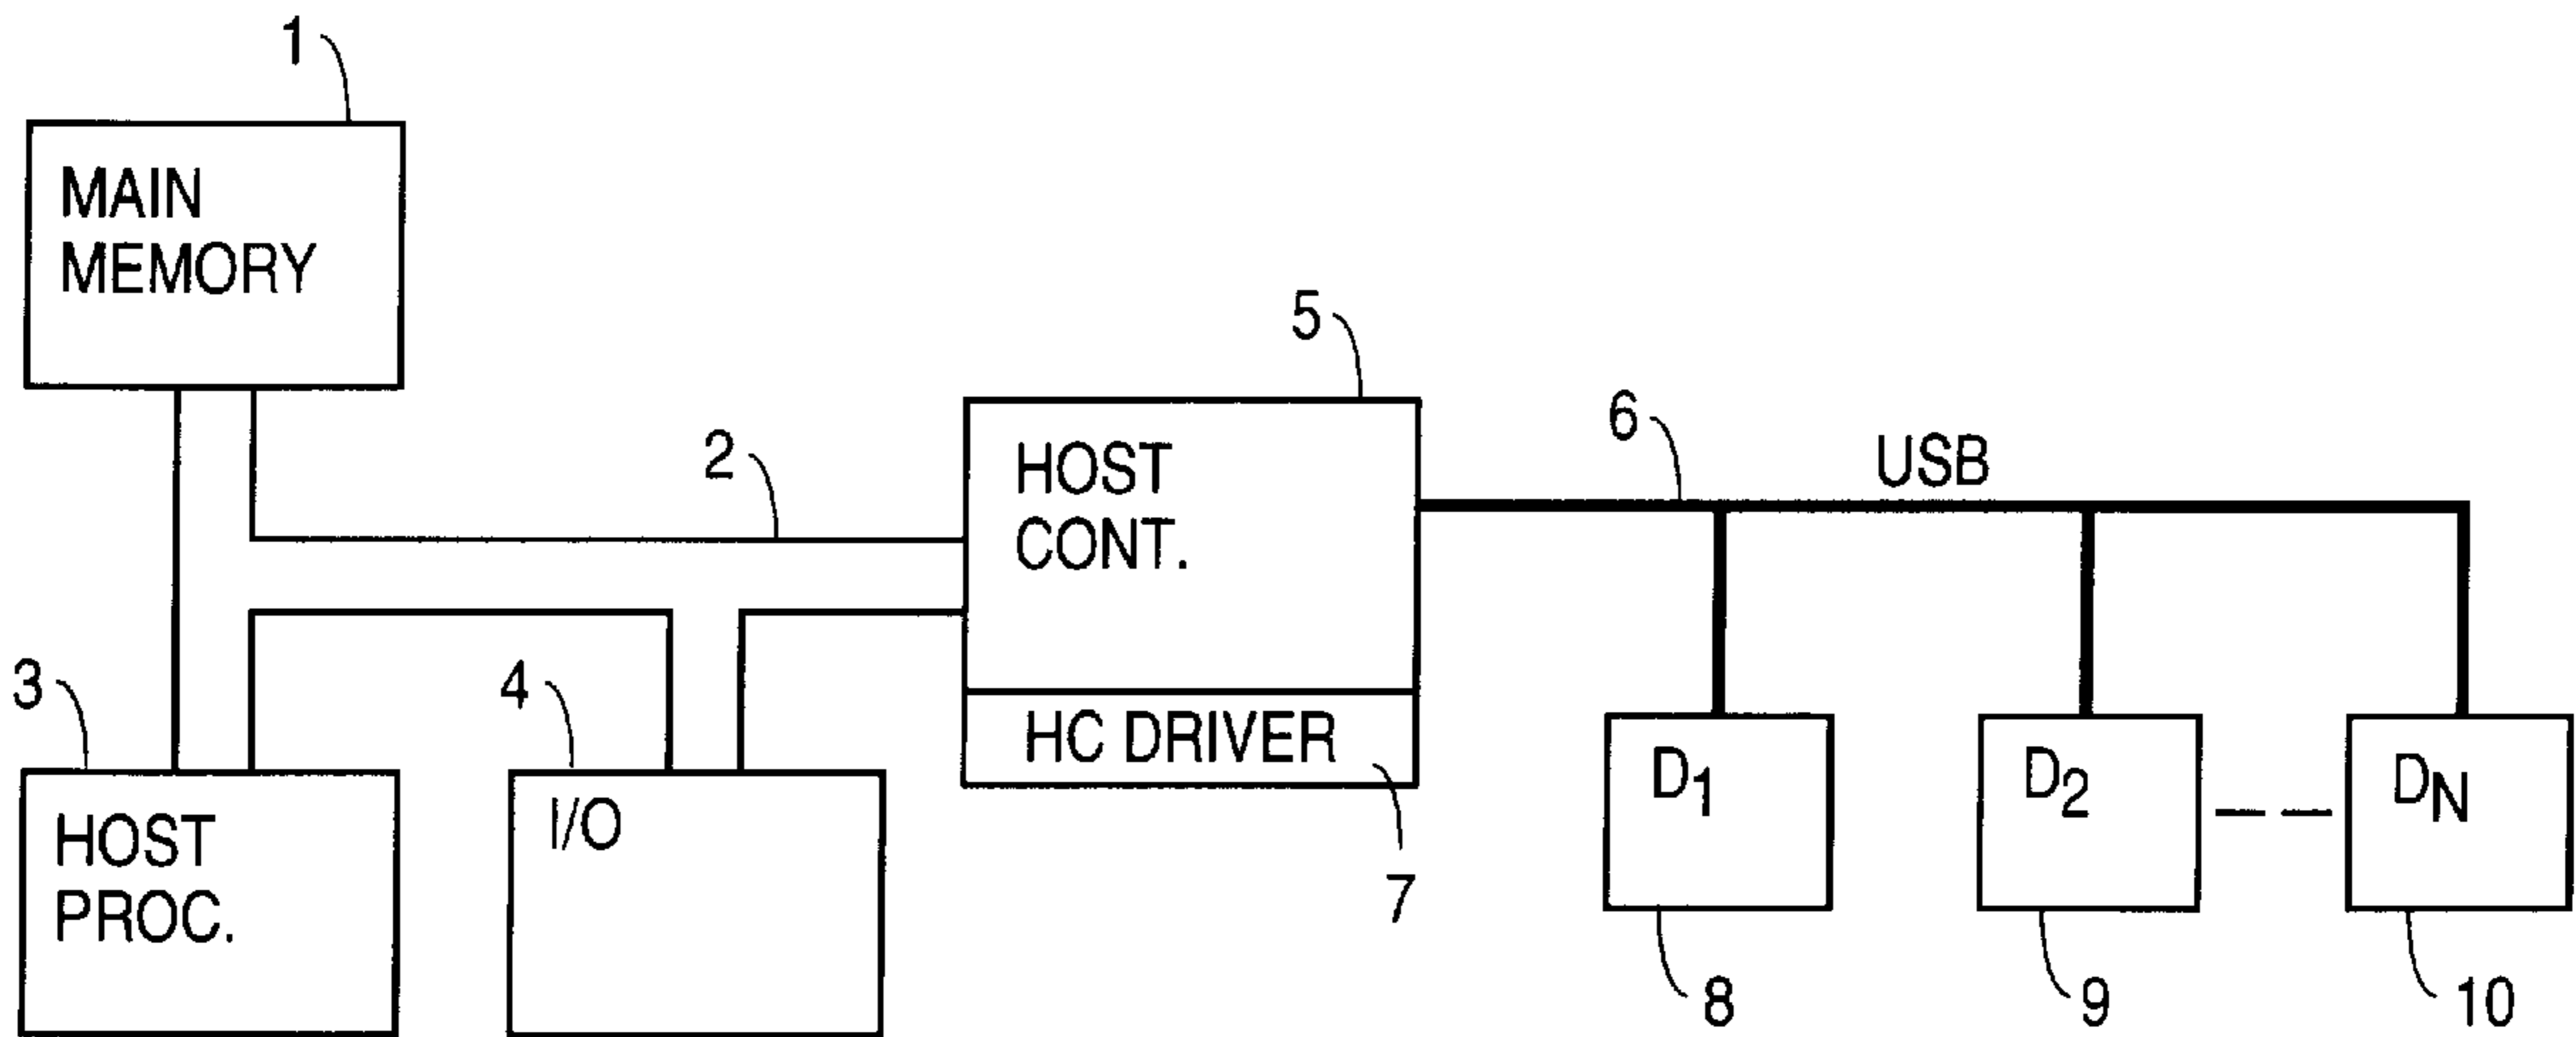 1
MAIN
MEMORY
2
3
HOST
PROC.
4
I/O
5
HOST
CONT.
HC DRIVER
7
6
USB
D1
8
D2
9
DN
10